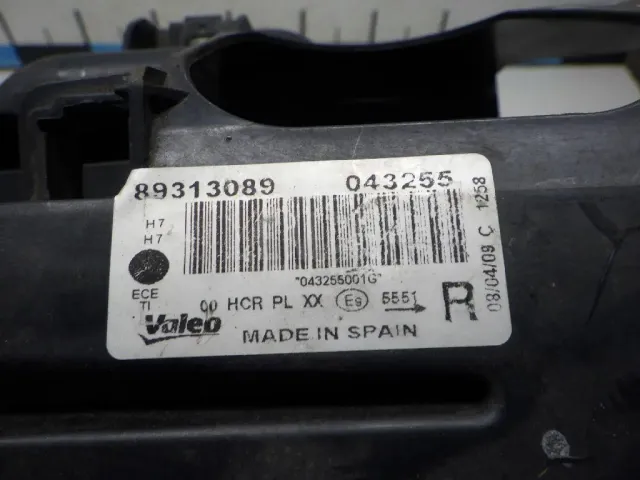 89313089 043255
H7
H7
*043255001G*
ECE
TI
00 HCR PL XX E9 5551 R
Valeo MADE IN SPAIN
08/04/09 C 1258